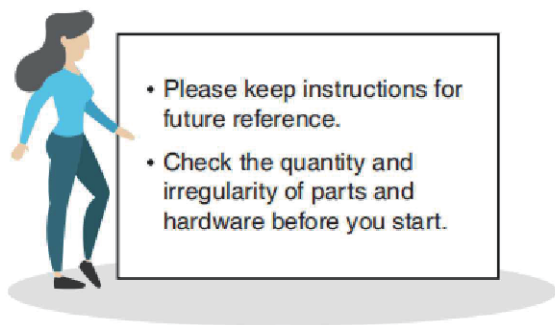 • Please keep instructions for
future reference.
• Check the quantity and
irregularity of parts and
hardware before you start.